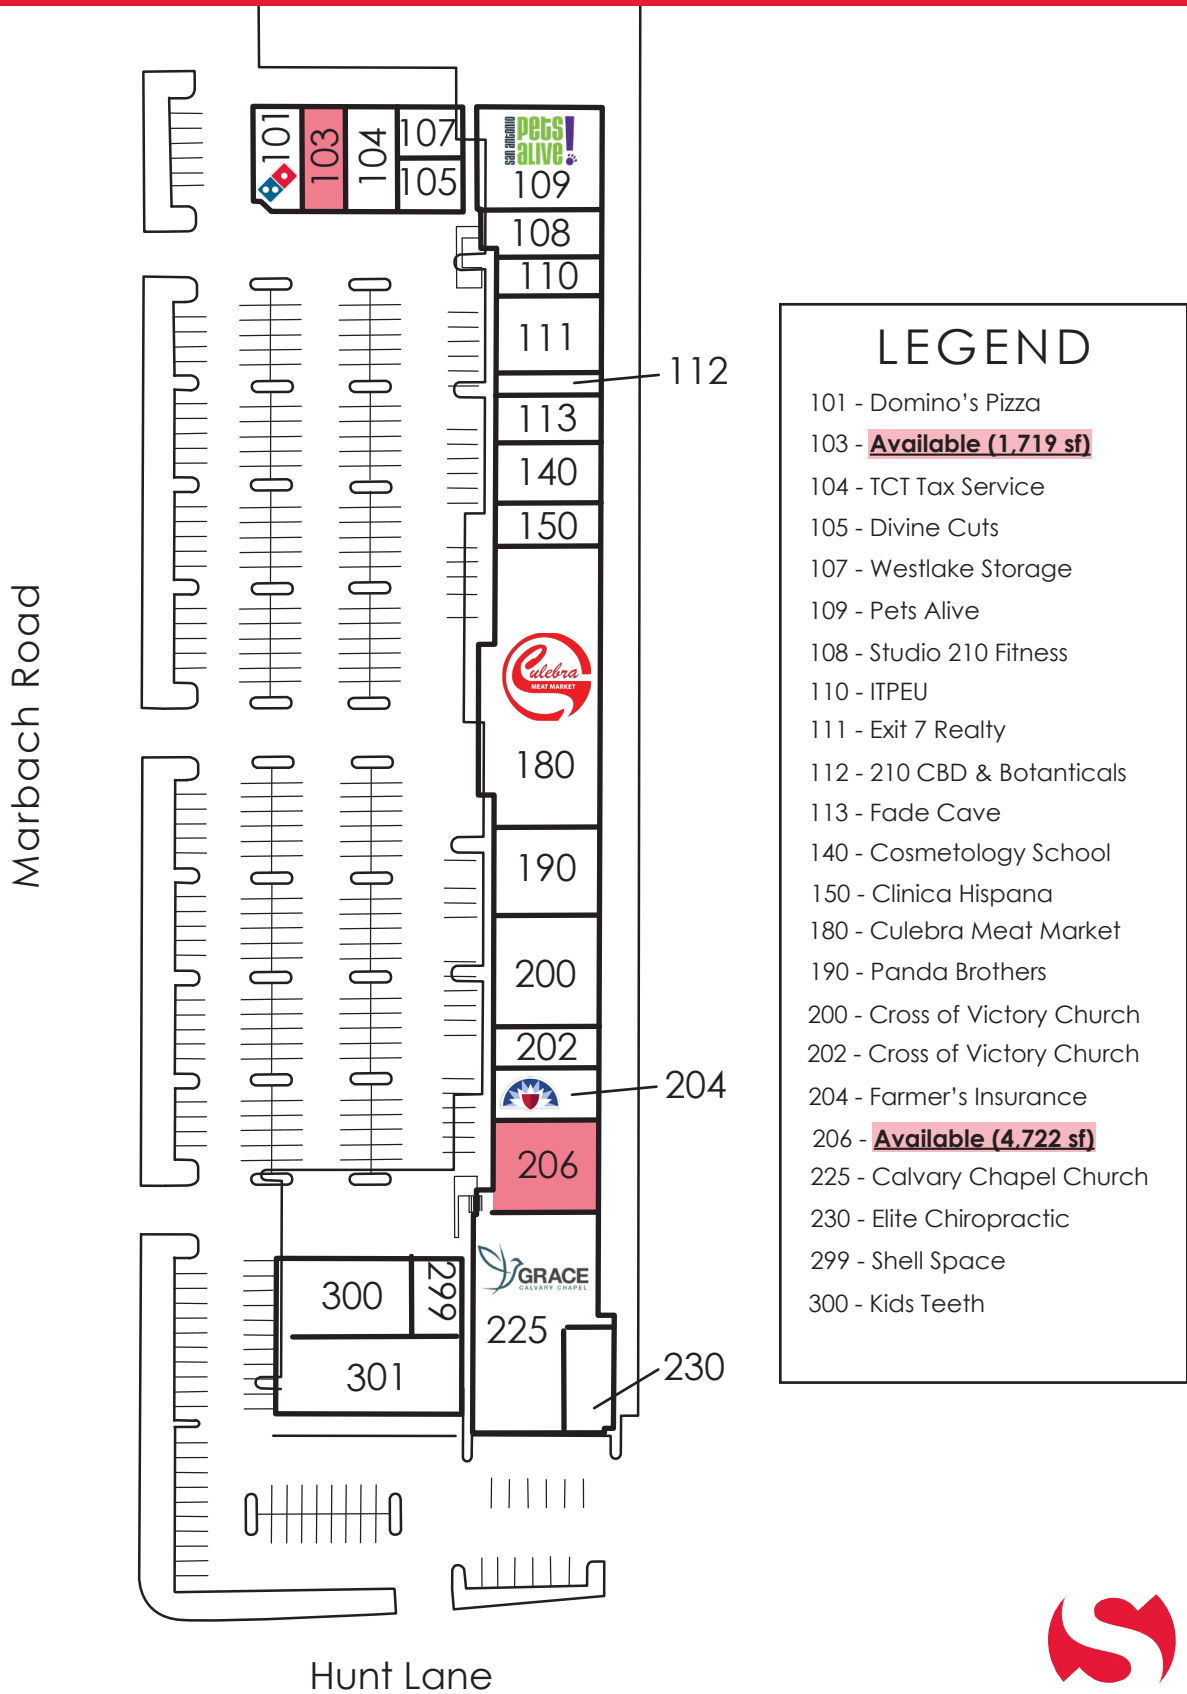 101
103
104
107
105
san antonio
PETS
ALIVE!
109
108
110
111
112
113
140
150
Culebra
MEAT MARKET
180
190
200
202
204
206
GRACE
CALVARY CHAPEL
225
230
300
299
301
Marbach Road
Hunt Lane
LEGEND
101 - Domino's Pizza
103 - Available (1,719 sf)
104 - TCT Tax Service
105 - Divine Cuts
107 - Westlake Storage
109 - Pets Alive
108 - Studio 210 Fitness
110 - ITPEU
111 - Exit 7 Realty
112 - 210 CBD & Botanticals
113 - Fade Cave
140 - Cosmetology School
150 - Clinica Hispana
180 - Culebra Meat Market
190 - Panda Brothers
200 - Cross of Victory Church
202 - Cross of Victory Church
204 - Farmer's Insurance
206 - Available (4,722 sf)
225 - Calvary Chapel Church
230 - Elite Chiropractic
299 - Shell Space
300 - Kids Teeth